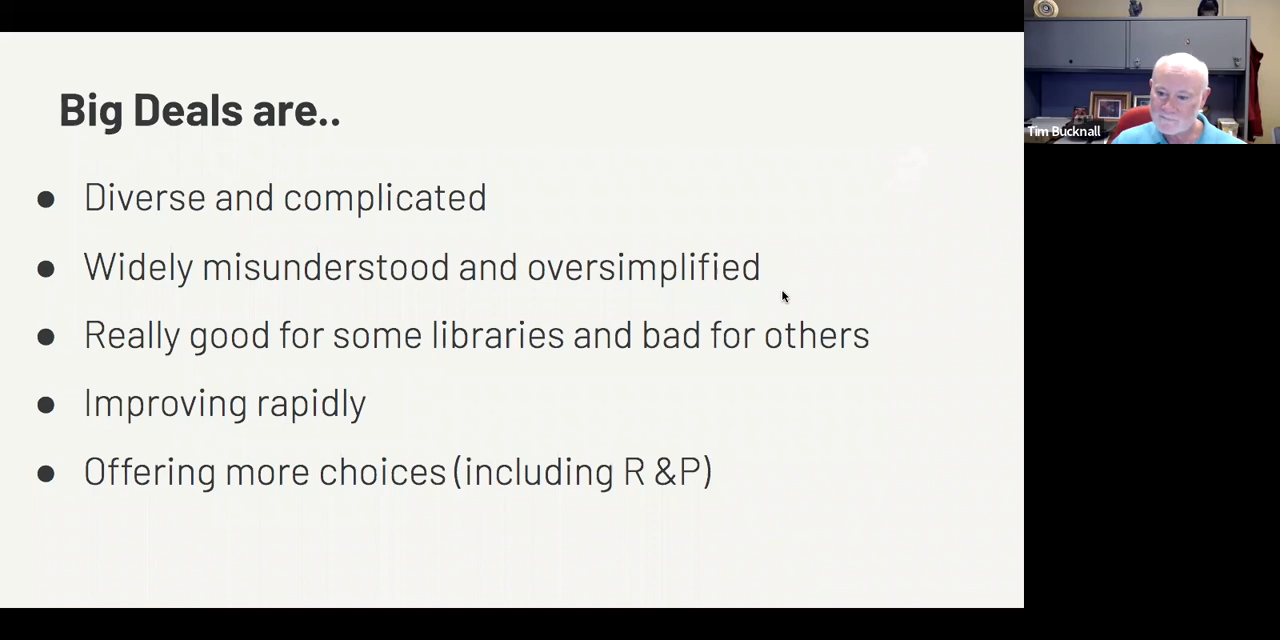 Big Deals are..
● Diverse and complicated
● Widely misunderstood and oversimplified
● Really good for some libraries and bad for others
● Improving rapidly
● Offering more choices (including R &P)
Tim Bucknall